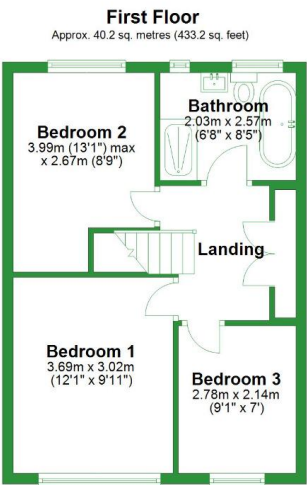 First Floor
Approx. 40.2 sq. metres (433.2 sq. feet)
Bathroom
2.03m x 2.57m
(6'8" x 8'5")
Bedroom 2
3.99m (13'1") max
x 2.67m (8'9")
Landing
Bedroom 1
3.69m x 3.02m
(12'1" x 9'11")
Bedroom 3
2.78m x 2.14m
(9'1" x 7')